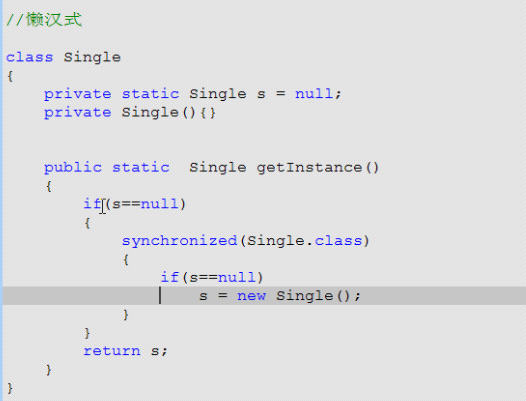 //懒汉式
class Single
{
private static Single s = null;
private Single(){}
public static  Single getInstance()
{
if(s==null)
{
synchronized(Single.class)
{
if(s==null)
s = new Single();
}
}
return s;
}
}